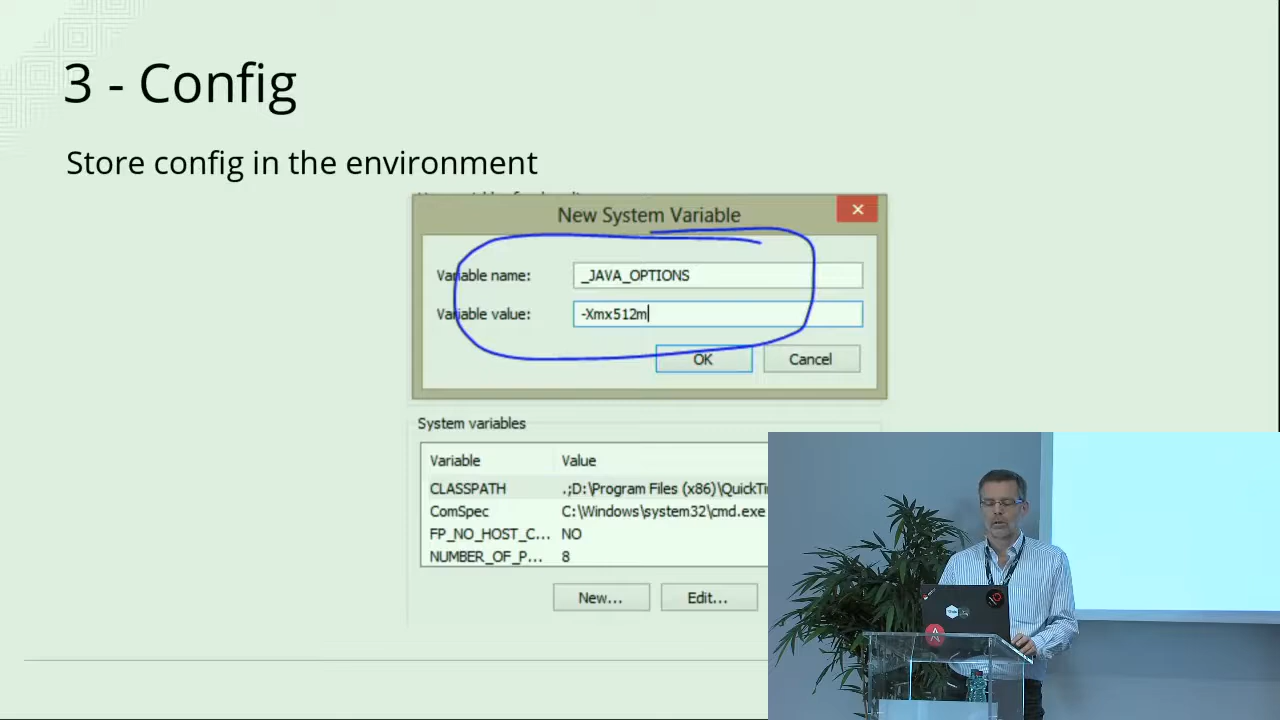 3 - Config
Store config in the environment
New System Variable
Variable name:
_JAVA_OPTIONS
Variable value:
-Xmx512m
OK
Cancel
System variables
Variable
Value
CLASSPATH
.;D:\Program Files (x86)\QuickTi
ComSpec
C:\Windows\system32\cmd.exe
FP_NO_HOST_C...
NO
NUMBER_OF_P...
8
New...
Edit...